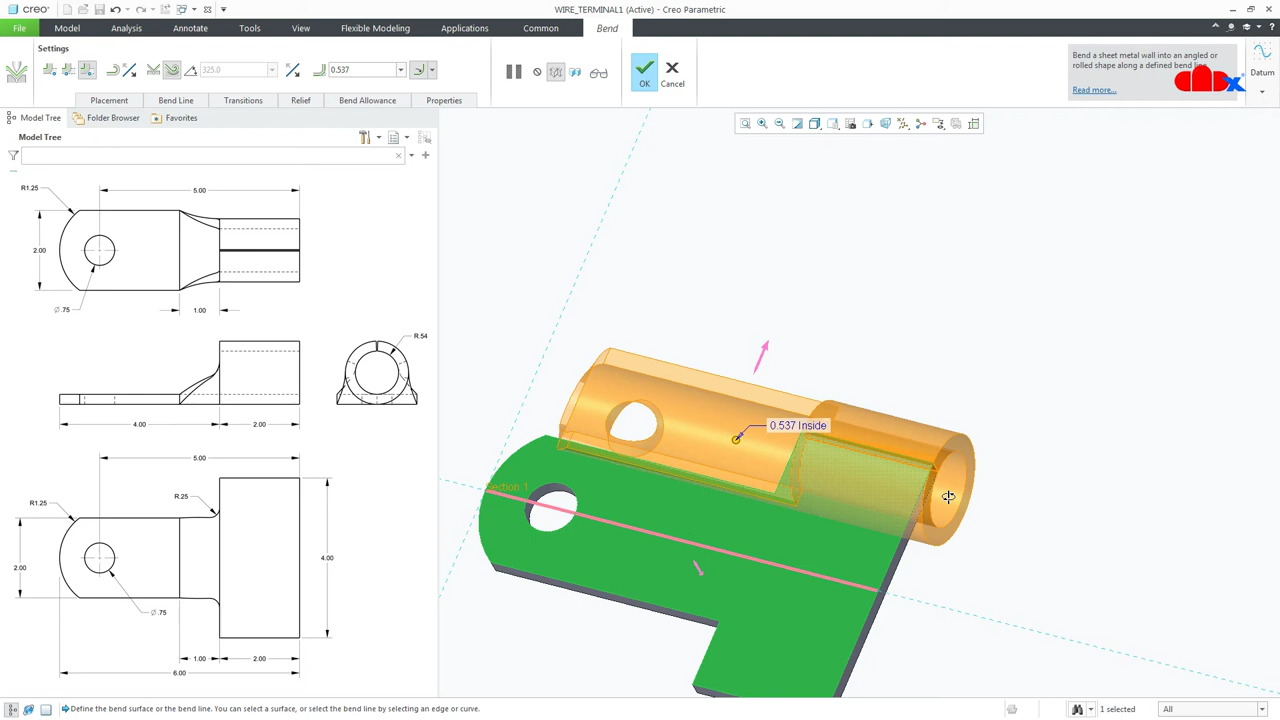 creo
WIRE_TERMINAL1 (Active) - Creo Parametric
File Model Analysis Annotate Tools View Flexible Modeling Applications Common Bend
Settings
325.0
0.537
OK
Cancel
Bend a sheet metal wall into an angled or
rolled shape along a defined bend line.
Read more...
Datum
Placement Bend Line Transitions Relief Bend Allowance Properties
Model Tree Folder Browser Favorites
Model Tree
R1.25
5.00
2.00
Ø.75
1.00
R.54
4.00
2.00
5.00
R1.25
R.25
2.00
4.00
Ø.75
1.00
2.00
6.00
0.537 Inside
Section 1
Define the bend surface or the bend line. You can select a surface, or select the bend line by selecting an edge or curve.
1 selected
All